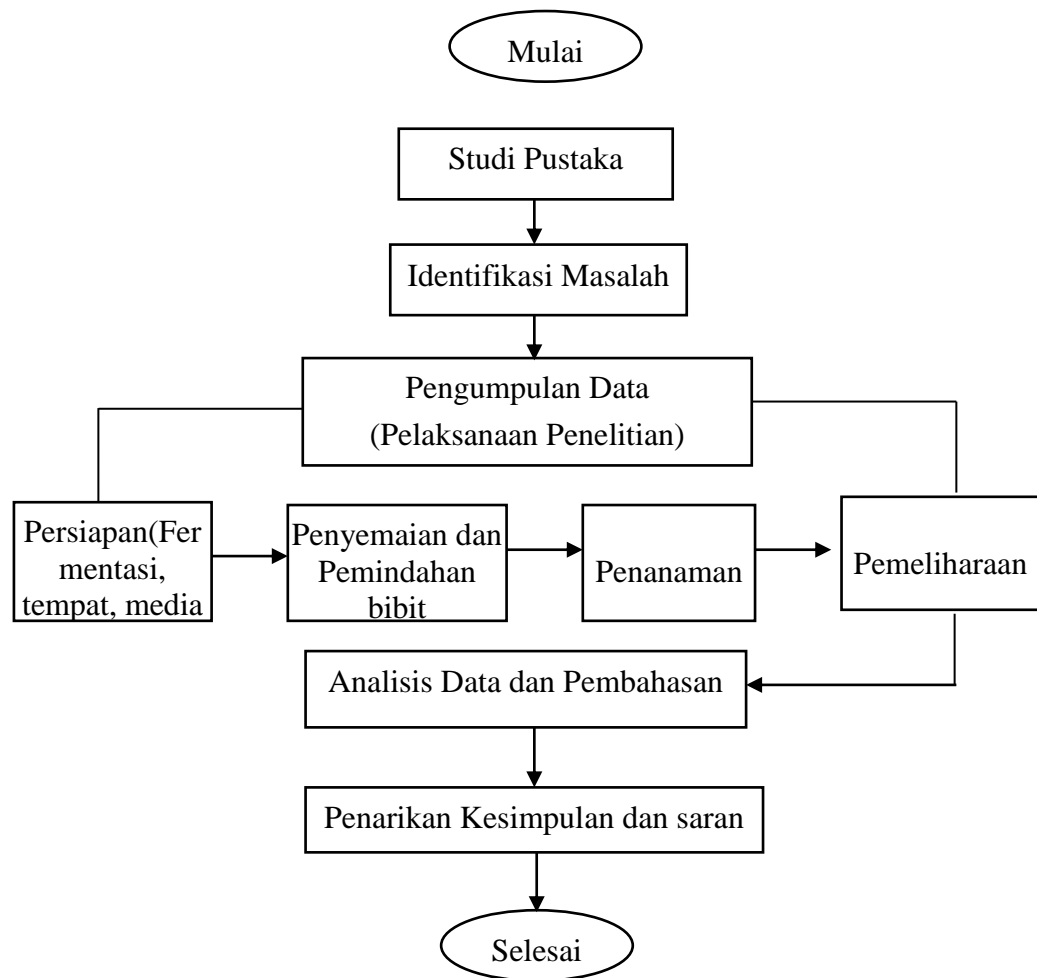 Mulai
Studi Pustaka
Identifikasi Masalah
Pengumpulan Data
(Pelaksanaan Penelitian)
Persiapan(Fer
mentasi,
tempat, media
Penyemaian dan
Pemindahan
bibit
Penanaman
Pemeliharaan
Analisis Data dan Pembahasan
Penarikan Kesimpulan dan saran
Selesai